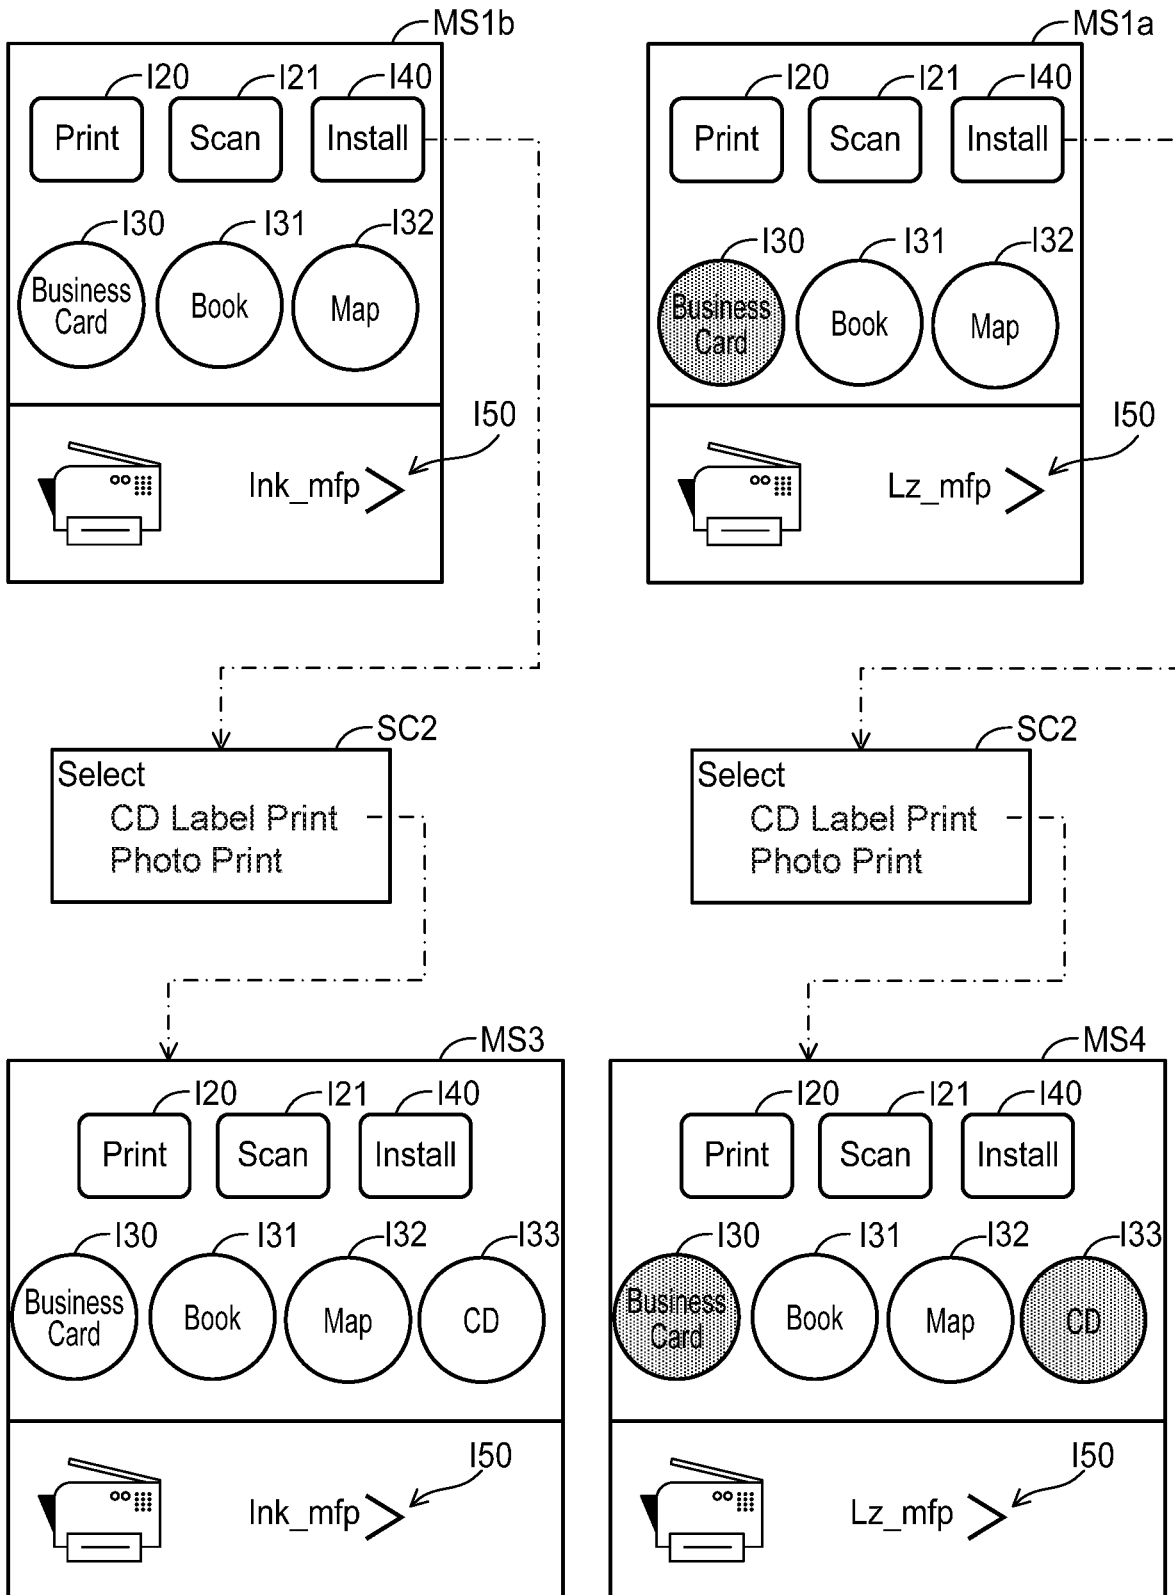 MS1b
I20 I21 I40
Print Scan Install
I30 I31 I32
Business
Card
Book
Map
I50
Ink_mfp
MS1a
I20 I21 I40
Print Scan Install
I30 I31 I32
Business
Card
Book
Map
I50
Lz_mfp
SC2
Select
CD Label Print
Photo Print
SC2
Select
CD Label Print
Photo Print
MS3
I20 I21 I40
Print Scan Install
I30 I31 I32 I33
Business
Card
Book
Map
CD
I50
Ink_mfp
MS4
I20 I21 I40
Print Scan Install
I30 I31 I32 I33
Business
Card
Book
Map
CD
I50
Lz_mfp